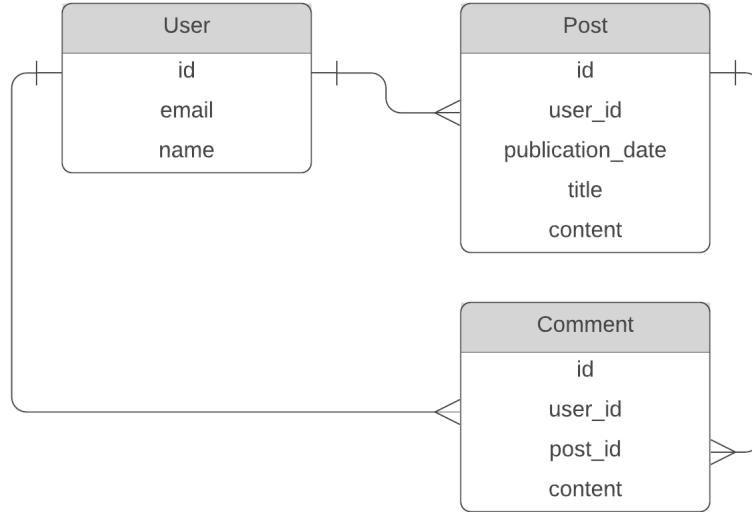 User
id
email
name
Post
id
user_id
publication_date
title
content
Comment
id
user_id
post_id
content